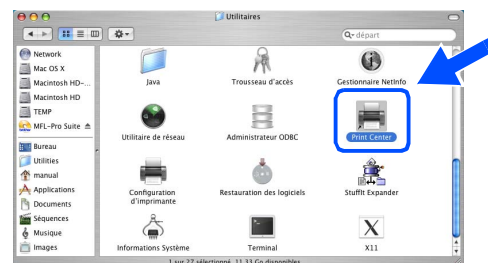 Utilitaires
départ
Network
Mac OS X
Macintosh HD-...
Macintosh HD
TEMP
MFL-Pro Suite
Bureau
Utilities
manual
Applications
Documents
Séquences
Musique
Images
Java
Trousseau d'accès
Gestionnaire NetInfo
Utilitaire de réseau
Administrateur ODBC
Print Center
Configuration
d'imprimante
Restauration des logiciels
StuffIt Expander
Informations Système
Terminal
X11
1 sur 27 sélectionné, 11,33 Go disponibles